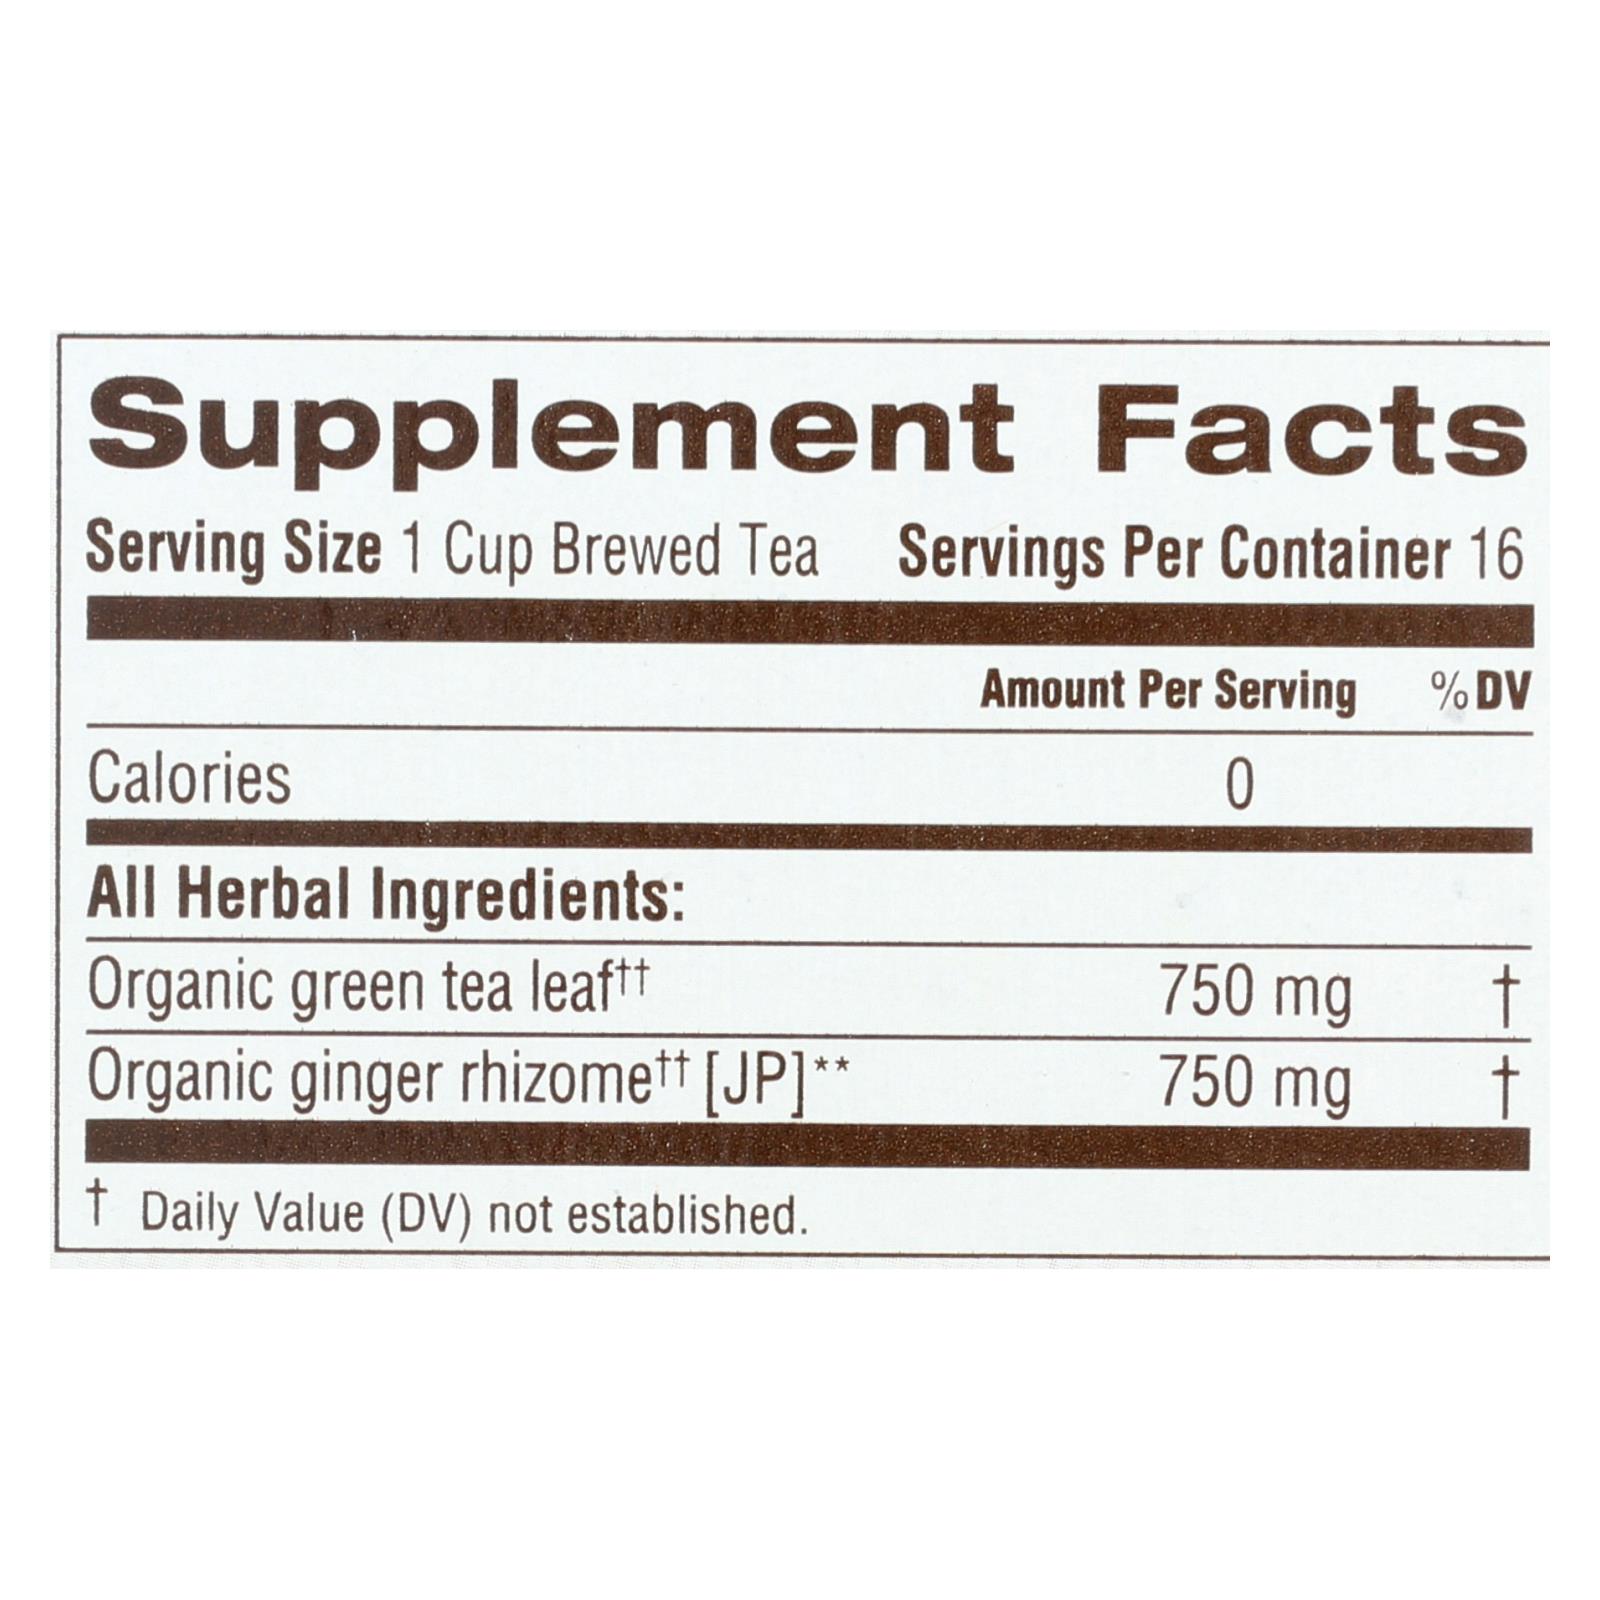 Supplement Facts
Serving Size 1 Cup Brewed Tea Servings Per Container 16
Amount Per Serving %DV
Calories 0
All Herbal Ingredients:
Organic green tea leaf†† 750 mg †
Organic ginger rhizome†† [JP]** 750 mg †
† Daily Value (DV) not established.